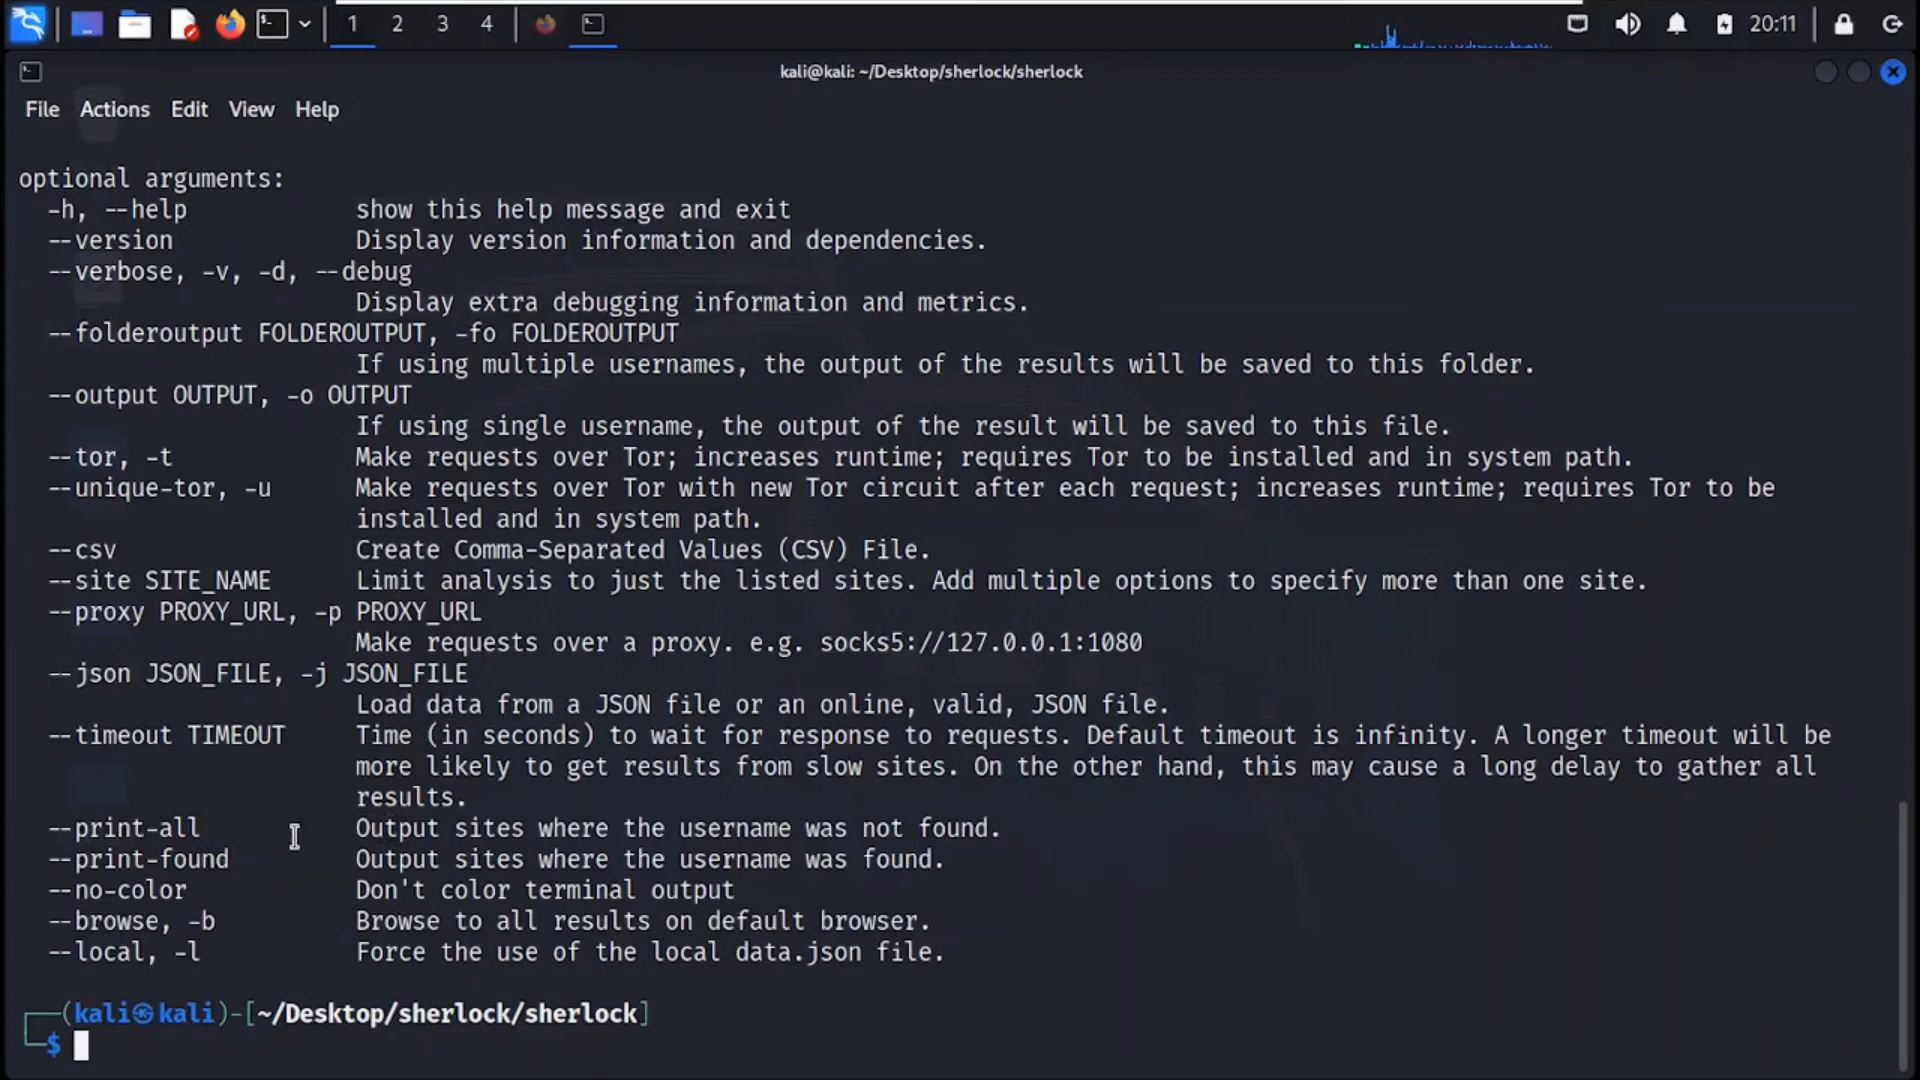 1 2 3 4 20:11
kali@kali: ~/Desktop/sherlock/sherlock
File Actions Edit View Help
optional arguments:
-h, --help show this help message and exit
--version Display version information and dependencies.
--verbose, -v, -d, --debug
Display extra debugging information and metrics.
--folderoutput FOLDEROUTPUT, -fo FOLDEROUTPUT
If using multiple usernames, the output of the results will be saved to this folder.
--output OUTPUT, -o OUTPUT
If using single username, the output of the result will be saved to this file.
--tor, -t Make requests over Tor; increases runtime; requires Tor to be installed and in system path.
--unique-tor, -u Make requests over Tor with new Tor circuit after each request; increases runtime; requires Tor to be
installed and in system path.
--csv Create Comma-Separated Values (CSV) File.
--site SITE_NAME Limit analysis to just the listed sites. Add multiple options to specify more than one site.
--proxy PROXY_URL, -p PROXY_URL
Make requests over a proxy. e.g. socks5://127.0.0.1:1080
--json JSON_FILE, -j JSON_FILE
Load data from a JSON file or an online, valid, JSON file.
--timeout TIMEOUT Time (in seconds) to wait for response to requests. Default timeout is infinity. A longer timeout will be
more likely to get results from slow sites. On the other hand, this may cause a long delay to gather all
results.
--print-all Output sites where the username was not found.
--print-found Output sites where the username was found.
--no-color Don't color terminal output
--browse, -b Browse to all results on default browser.
--local, -l Force the use of the local data.json file.
(kali㉿kali)-[~/Desktop/sherlock/sherlock]
$